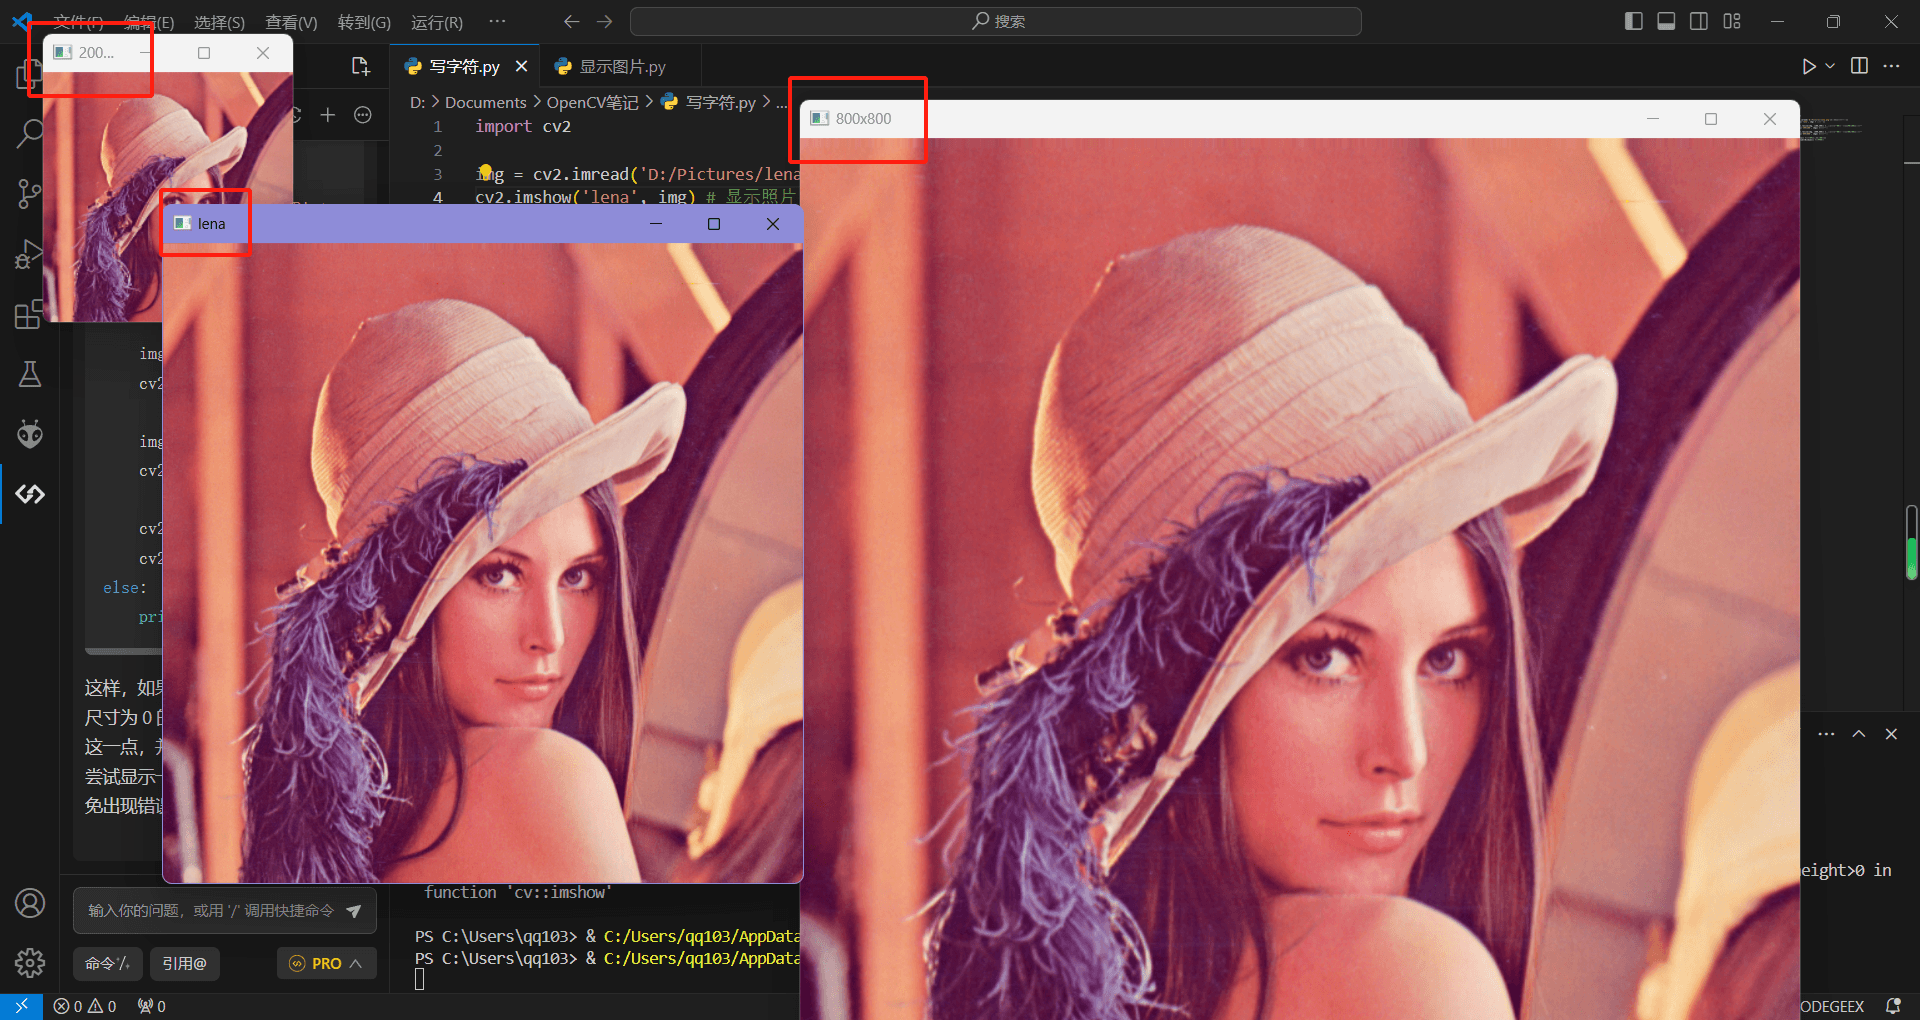 文件(F) 编辑(E) 选择(S) 查看(V) 转到(G) 运行(R) ···
搜索
200...
写字符.py
显示图片.py
D: > Documents > OpenCV笔记 > 写字符.py > ...
800x800
1 import cv2
2
3 img = cv2.imread('D:/Pictures/lena
4 cv2.imshow('lena', img) # 显示照片
lena
img
cv2
img
cv2
cv2
cv2
else:
pri
这样，如果
尺寸为 0 的
这一点，并
尝试显示一
免出现错误
eight>0 in
function 'cv::imshow'
输入你的问题，或用 '/' 调用快捷命令
PS C:\Users\qq103> & C:/Users/qq103/AppData
PS C:\Users\qq103> & C:/Users/qq103/AppData
命令'/'
引用@
PRO
0 0 0
ODEGEEX